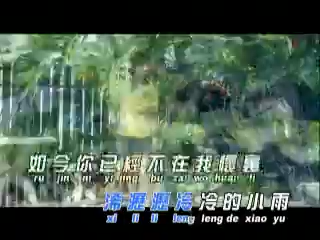 如今你已經不在我懷裏
ru jin ni yi jing bu zai wo huai li
淅瀝瀝冷冷的小雨
xi li li leng leng de xiao yu